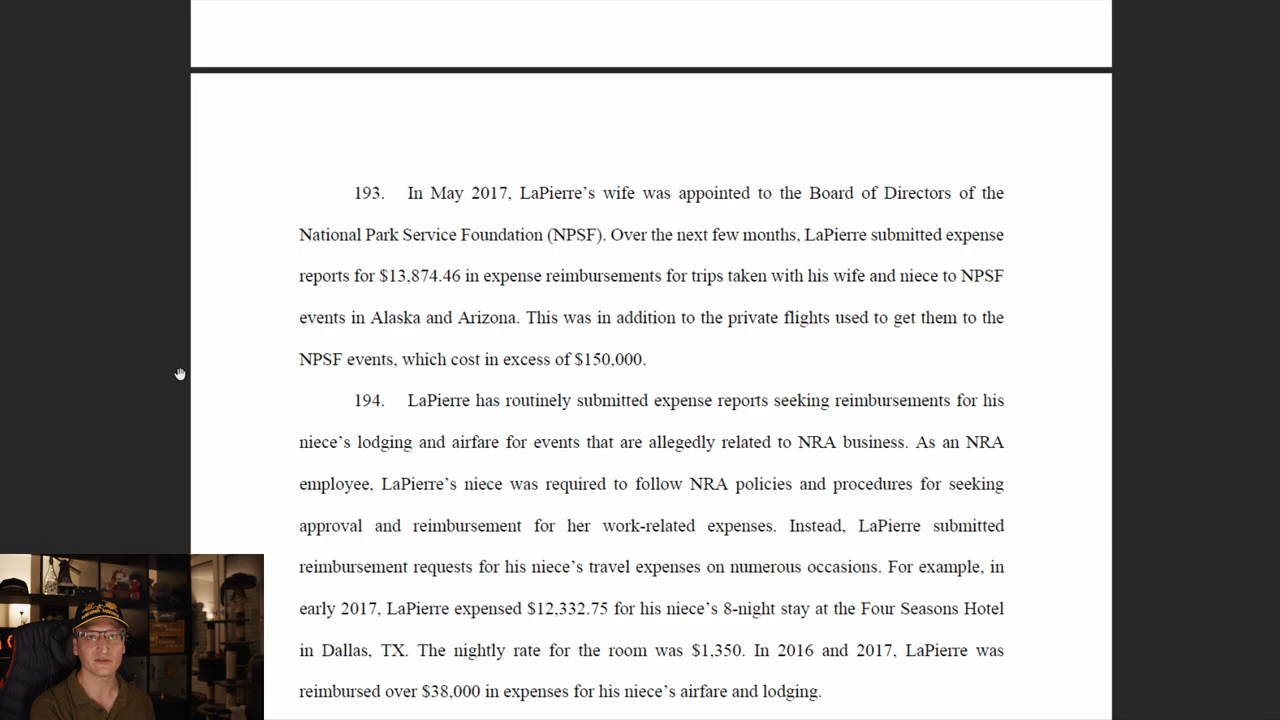 193. In May 2017, LaPierre’s wife was appointed to the Board of Directors of the
National Park Service Foundation (NPSF). Over the next few months, LaPierre submitted expense
reports for $13,874.46 in expense reimbursements for trips taken with his wife and niece to NPSF
events in Alaska and Arizona. This was in addition to the private flights used to get them to the
NPSF events, which cost in excess of $150,000.
194. LaPierre has routinely submitted expense reports seeking reimbursements for his
niece’s lodging and airfare for events that are allegedly related to NRA business. As an NRA
employee, LaPierre’s niece was required to follow NRA policies and procedures for seeking
approval and reimbursement for her work-related expenses. Instead, LaPierre submitted
reimbursement requests for his niece’s travel expenses on numerous occasions. For example, in
early 2017, LaPierre expensed $12,332.75 for his niece’s 8-night stay at the Four Seasons Hotel
in Dallas, TX. The nightly rate for the room was $1,350. In 2016 and 2017, LaPierre was
reimbursed over $38,000 in expenses for his niece’s airfare and lodging.